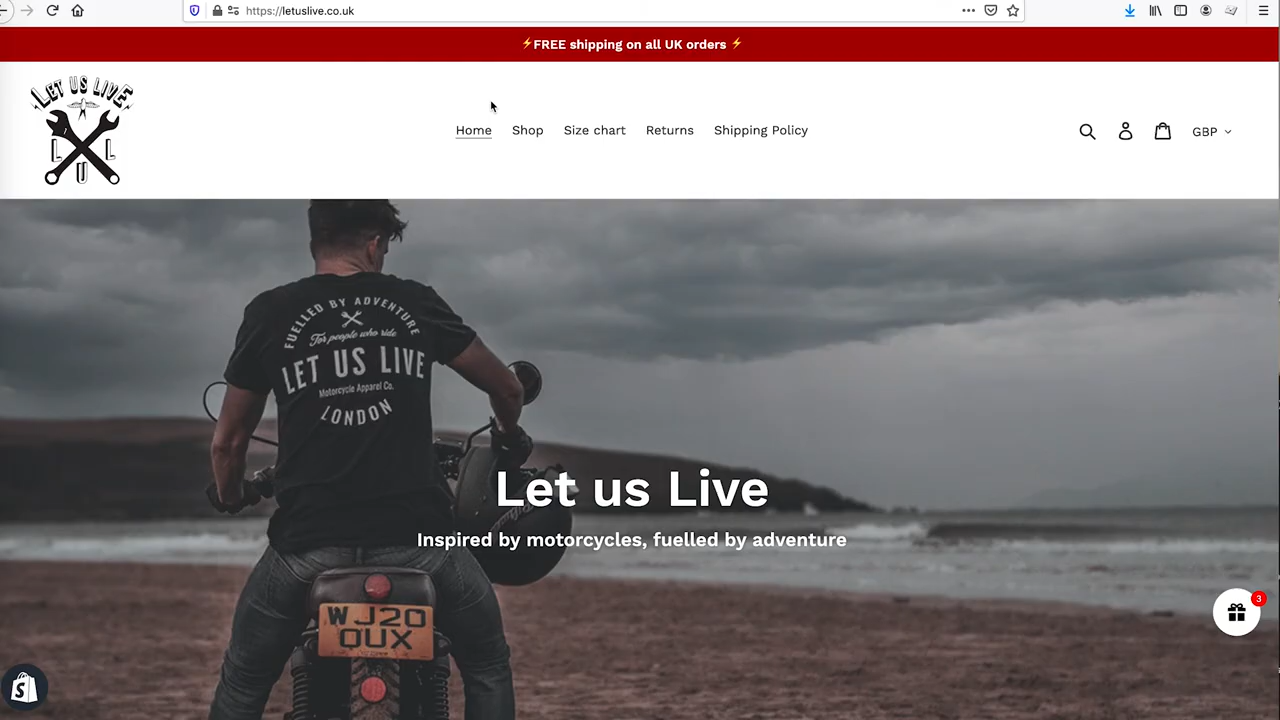 https://letuslive.co.uk
⚡FREE shipping on all UK orders ⚡
LET US LIVE
L L
U
Home Shop Size chart Returns Shipping Policy
GBP
FUELLED BY ADVENTURE
For people who ride
LET US LIVE
Motorcycle Apparel Co.
LONDON
Let us Live
Inspired by motorcycles, fuelled by adventure
3
WJ20
OUX
S